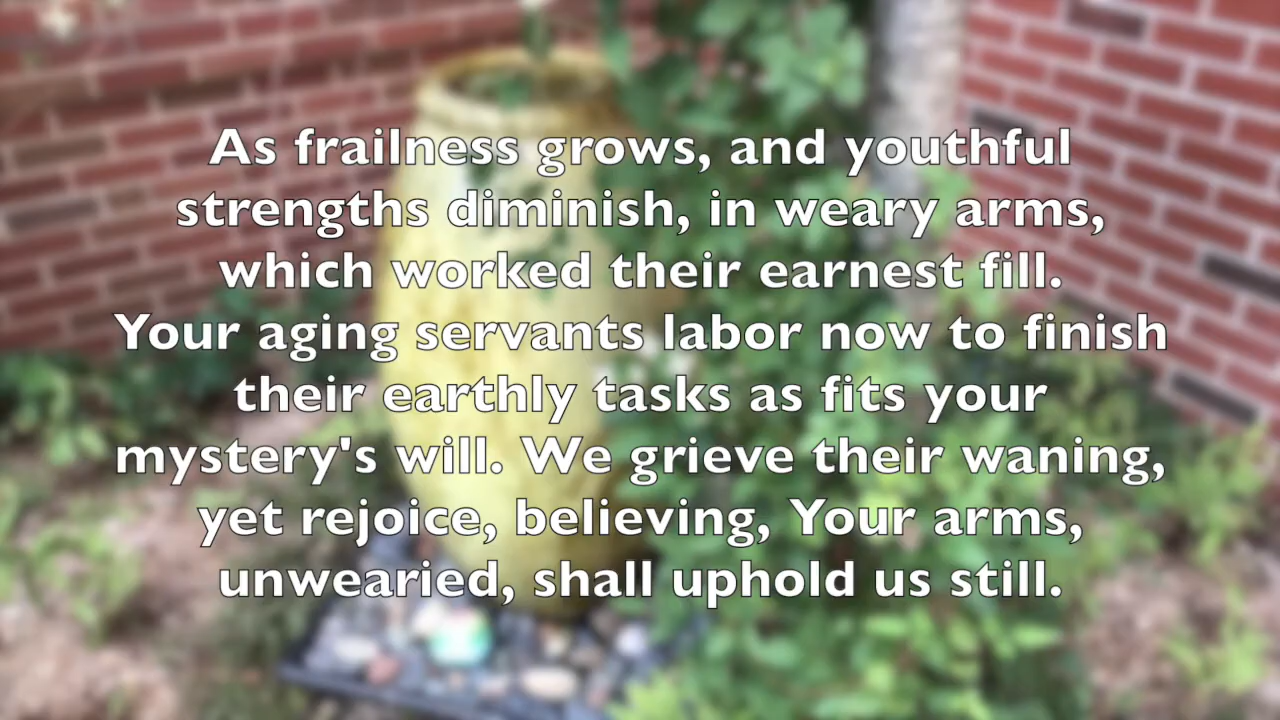 As frailness grows, and youthful
strengths diminish, in weary arms,
which worked their earnest fill.
Your aging servants labor now to finish
their earthly tasks as fits your
mystery's will. We grieve their waning,
yet rejoice, believing, Your arms,
unwearied, shall uphold us still.